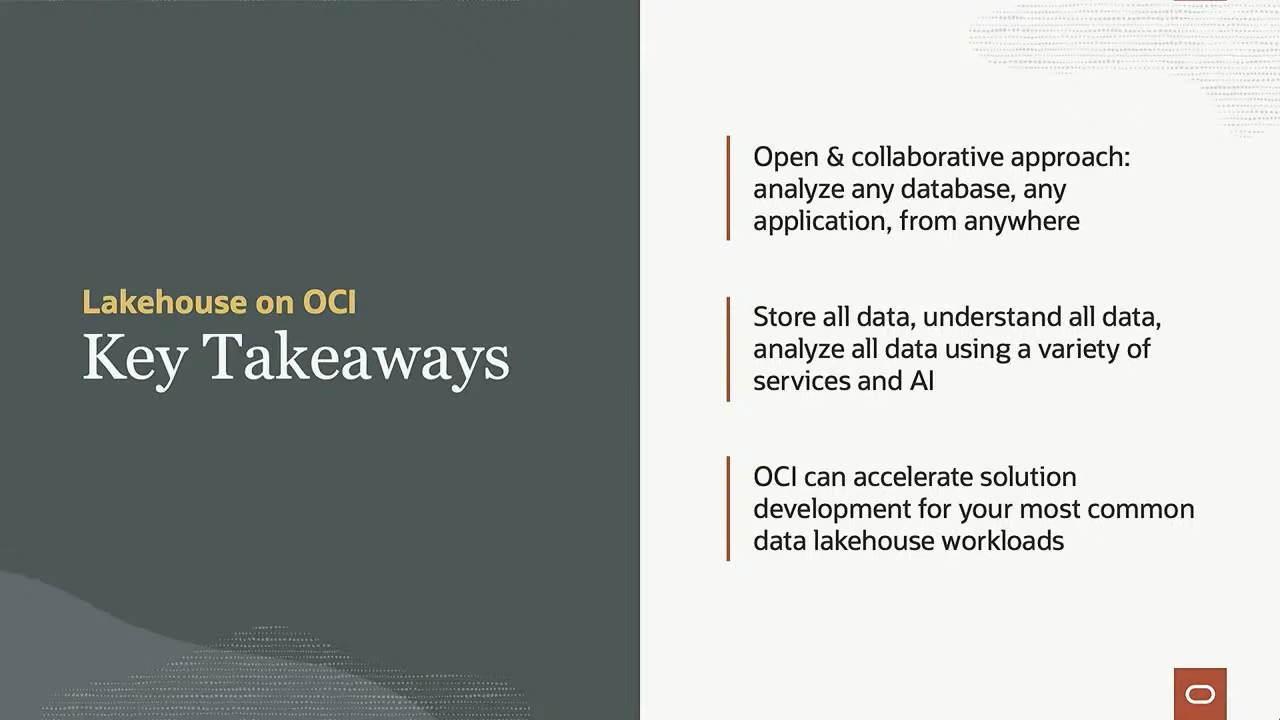 Lakehouse on OCI
Key Takeaways
Open & collaborative approach:
analyze any database, any
application, from anywhere
Store all data, understand all data,
analyze all data using a variety of
services and AI
OCI can accelerate solution
development for your most common
data lakehouse workloads